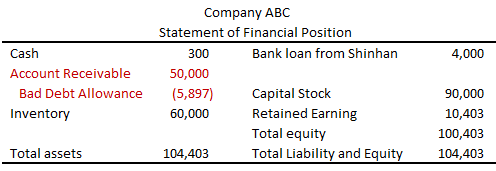 Company ABC
Statement of Financial Position
Cash 300 Bank loan from Shinhan 4,000
Account Receivable 50,000
Bad Debt Allowance (5,897) Capital Stock 90,000
Inventory 60,000 Retained Earning 10,403
Total equity 100,403
Total assets 104,403 Total Liability and Equity 104,403